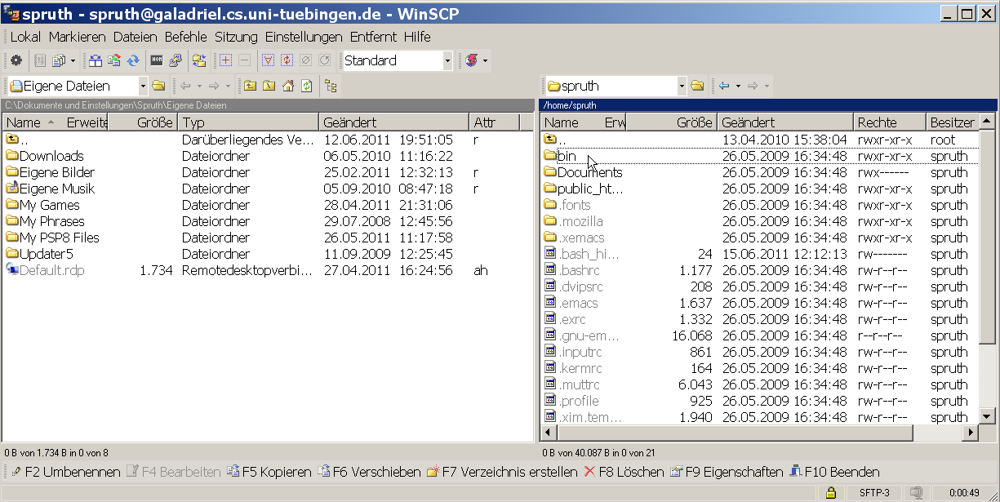 spruth - spruth@galadriel.cs.uni-tuebingen.de - WinSCP
Lokal Markieren Dateien Befehle Sitzung Einstellungen Entfernt Hilfe
Standard
Eigene Dateien
spruth
C:\Dokumente und Einstellungen\Spruth\Eigene Dateien
/home/spruth
Name Erweite Größe Typ Geändert Attr
.. Darüberliegendes Ve... 12.06.2011 19:51:05 r
Downloads Dateiordner 06.05.2010 11:16:22
Eigene Bilder Dateiordner 25.02.2011 12:32:13 r
Eigene Musik Dateiordner 05.09.2010 08:47:18 r
My Games Dateiordner 28.04.2011 21:31:06
My Phrases Dateiordner 29.07.2008 12:45:56
My PSP8 Files Dateiordner 26.05.2011 11:17:58
Updater5 Dateiordner 11.09.2009 12:25:45
Default.rdp 1.734 Remotedesktopverbi... 27.04.2011 16:24:56 ah
Name Erw Größe Geändert Rechte Besitzer
.. 13.04.2010 15:38:04 rwxr-xr-x root
bin 26.05.2009 16:34:48 rwxr-xr-x spruth
Documents 26.05.2009 16:34:48 rwx------ spruth
public_ht... 26.05.2009 16:34:48 rwxr-xr-x spruth
.fonts 26.05.2009 16:34:48 rwxr-xr-x spruth
.mozilla 26.05.2009 16:34:48 rwxr-xr-x spruth
.xemacs 26.05.2009 16:34:48 rwxr-xr-x spruth
.bash_hi... 24 15.06.2011 12:12:13 rw------- spruth
.bashrc 1.177 26.05.2009 16:34:48 rw-r--r-- spruth
.dvipsrc 208 26.05.2009 16:34:48 rw-r--r-- spruth
.emacs 1.637 26.05.2009 16:34:48 rw-r--r-- spruth
.exrc 1.332 26.05.2009 16:34:48 rw-r--r-- spruth
.gnu-em... 16.068 26.05.2009 16:34:48 r--r--r-- spruth
.inputrc 861 26.05.2009 16:34:48 rw-r--r-- spruth
.kermrc 164 26.05.2009 16:34:48 rw-r--r-- spruth
.muttrc 6.043 26.05.2009 16:34:48 rw-r--r-- spruth
.profile 925 26.05.2009 16:34:48 rw-r--r-- spruth
.xim.tem... 1.940 26.05.2009 16:34:48 rw-r--r-- spruth
0 B von 1.734 B in 0 von 8
0 B von 40.087 B in 0 von 21
F2 Umbenennen F4 Bearbeiten F5 Kopieren F6 Verschieben F7 Verzeichnis erstellen F8 Löschen F9 Eigenschaften F10 Beenden
SFTP-3 0:00:49